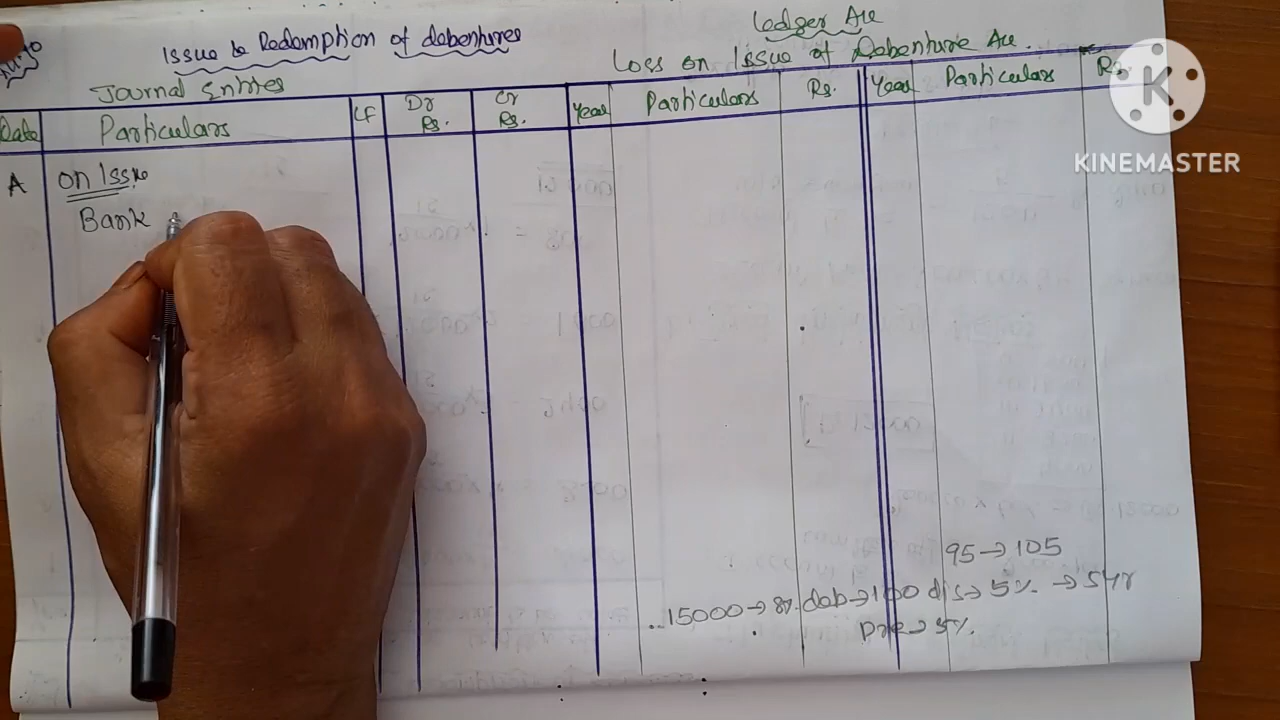 Issue & Redemption of debentures
Journal Entries
Date Particulars LF Dr Rs. Cr Rs.
A On Issue
Bank
Ledger A/c
Loss on Issue of Debenture A/c.
Year Particulars Rs. Year Particulars Rs.
95 → 105
15000 → 8%. deb → 100 dis → 5%. → 5 Yr
Pre → 5%.
KINEMASTER